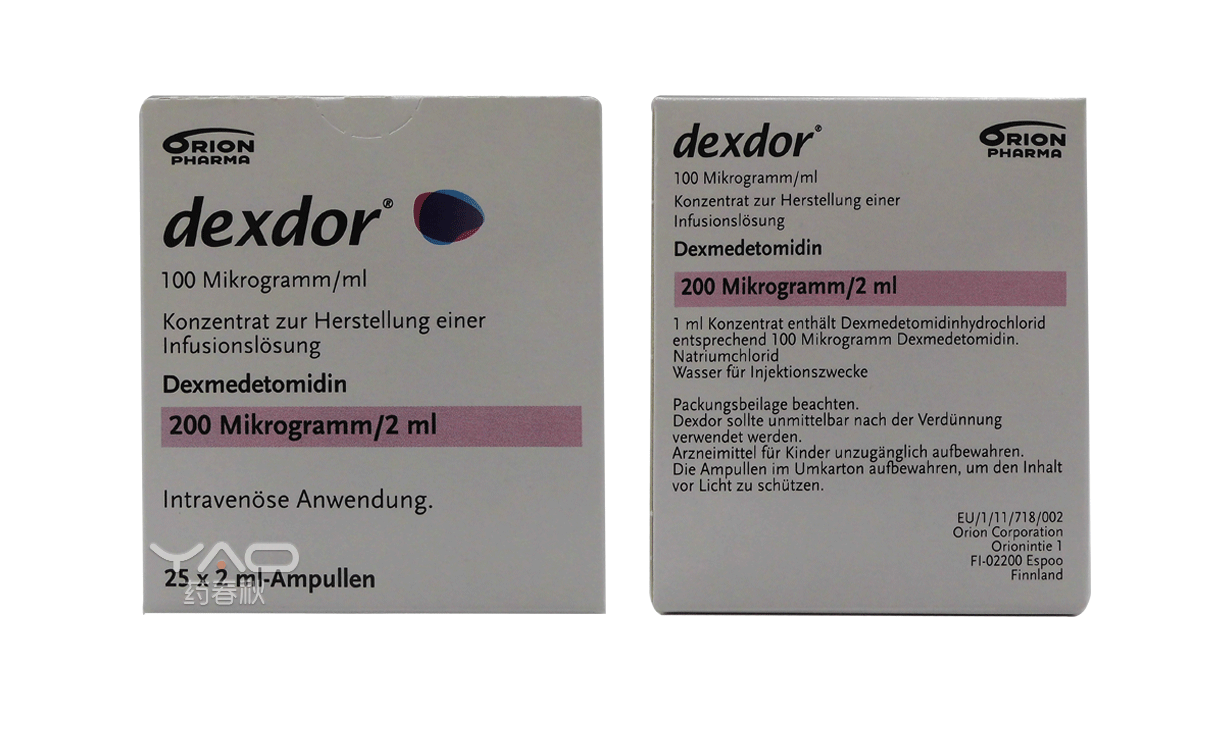 ORION
PHARMA
dexdor®
100 Mikrogramm/ml
Konzentrat zur Herstellung einer
Infusionslösung
Dexmedetomidin
200 Mikrogramm/2 ml
Intravenöse Anwendung.
YAO
25 x 2 ml-Ampullen
药春秋
dexdor®
ORION
PHARMA
100 Mikrogramm/ml
Konzentrat zur Herstellung einer
Infusionslösung
Dexmedetomidin
200 Mikrogramm/2 ml
1 ml Konzentrat enthält Dexmedetomidinhydrochlorid
entsprechend 100 Mikrogramm Dexmedetomidin.
Natriumchlorid
Wasser für Injektionszwecke
Packungsbeilage beachten.
Dexdor sollte unmittelbar nach der Verdünnung
verwendet werden.
Arzneimittel für Kinder unzugänglich aufbewahren.
Die Ampullen im Umkarton aufbewahren, um den Inhalt
vor Licht zu schützen.
EU/1/11/718/002
Orion Corporation
Orionintie 1
FI-02200 Espoo
Finnland